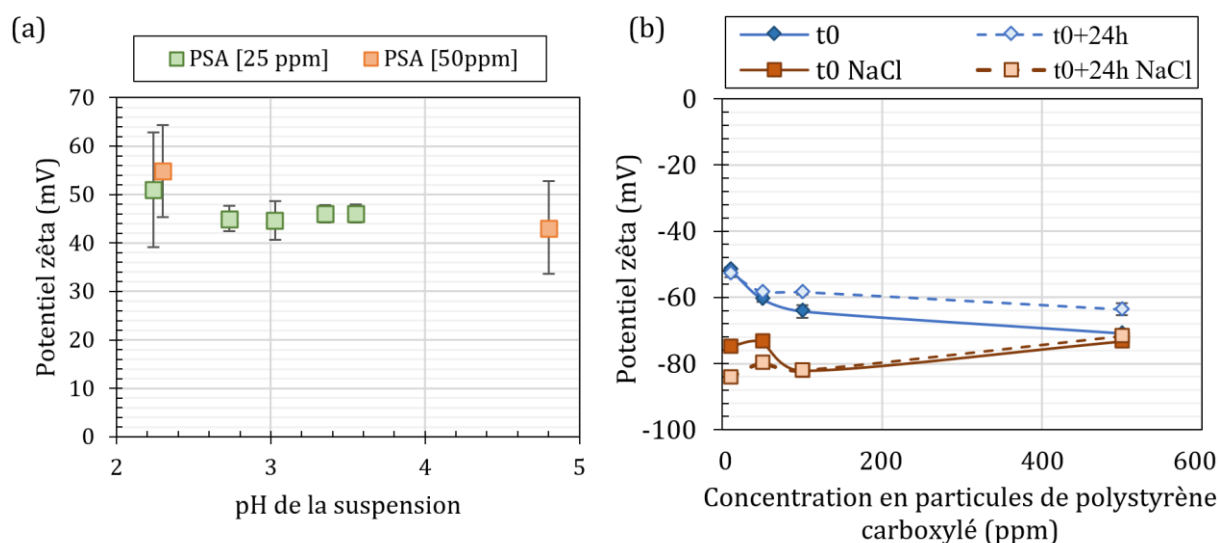 (a)
PSA [25 ppm] PSA [50ppm]
Potentiel zêta (mV)
70
60
50
40
30
20
10
0
2 3 4 5
pH de la suspension
(b)
t0 t0+24h
t0 NaCl t0+24h NaCl
Potentiel zêta (mV)
0
-20
-40
-60
-80
-100
0 200 400 600
Concentration en particules de polystyrène
carboxylé (ppm)